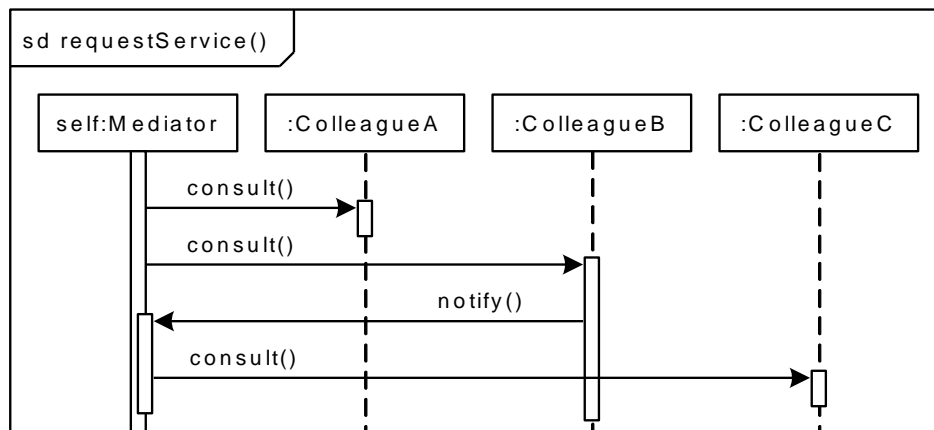 sd requestService()
self:Mediator
:ColleagueA
:ColleagueB
:ColleagueC
consult()
consult()
notify()
consult()